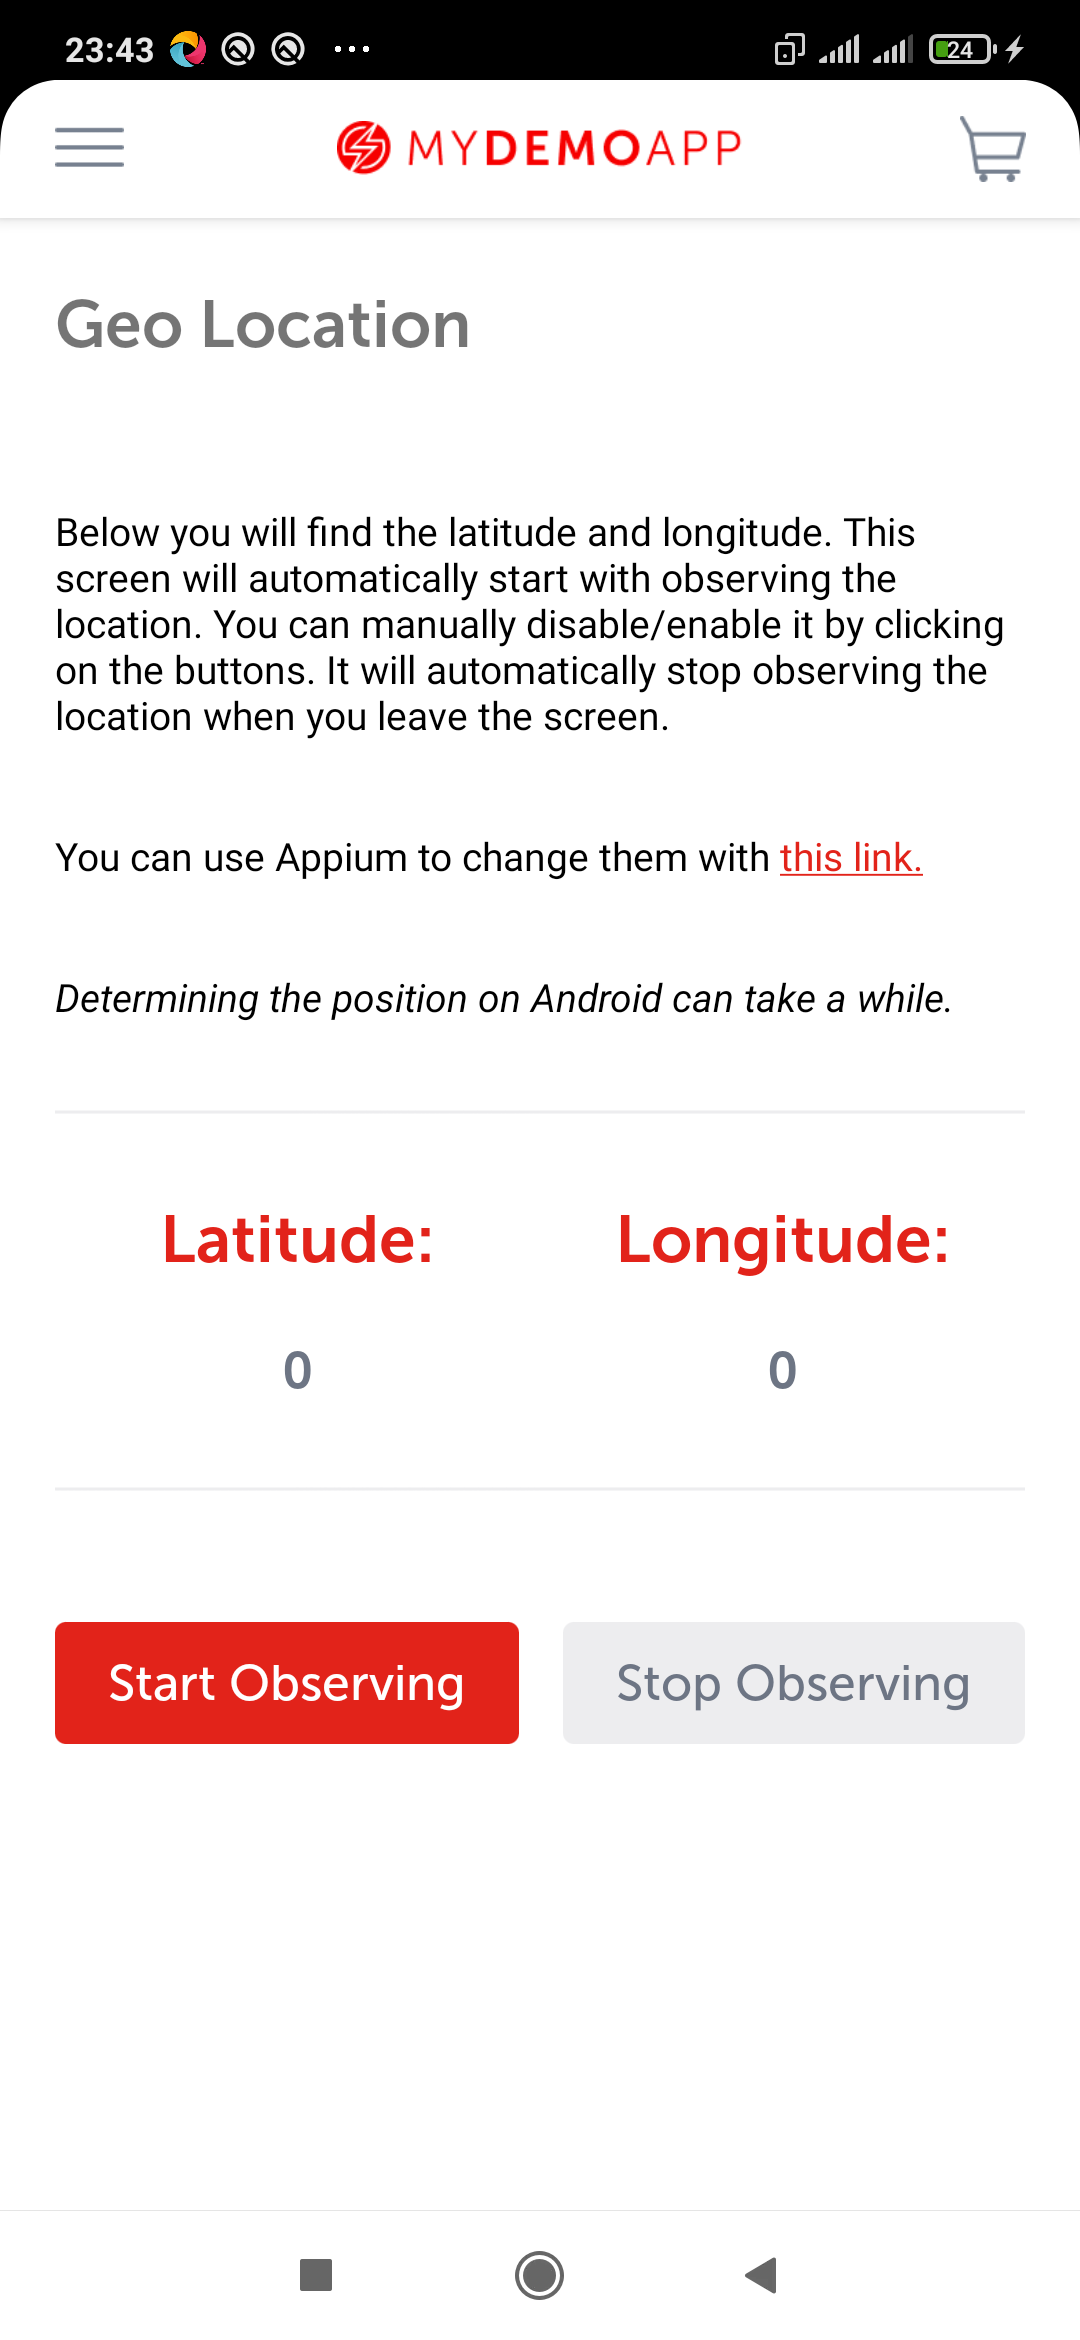 23:43
24
MYDEMOAPP
Geo Location
Below you will find the latitude and longitude. This
screen will automatically start with observing the
location. You can manually disable/enable it by clicking
on the buttons. It will automatically stop observing the
location when you leave the screen.
You can use Appium to change them with this link.
Determining the position on Android can take a while.
Latitude: Longitude:
0 0
Start Observing Stop Observing